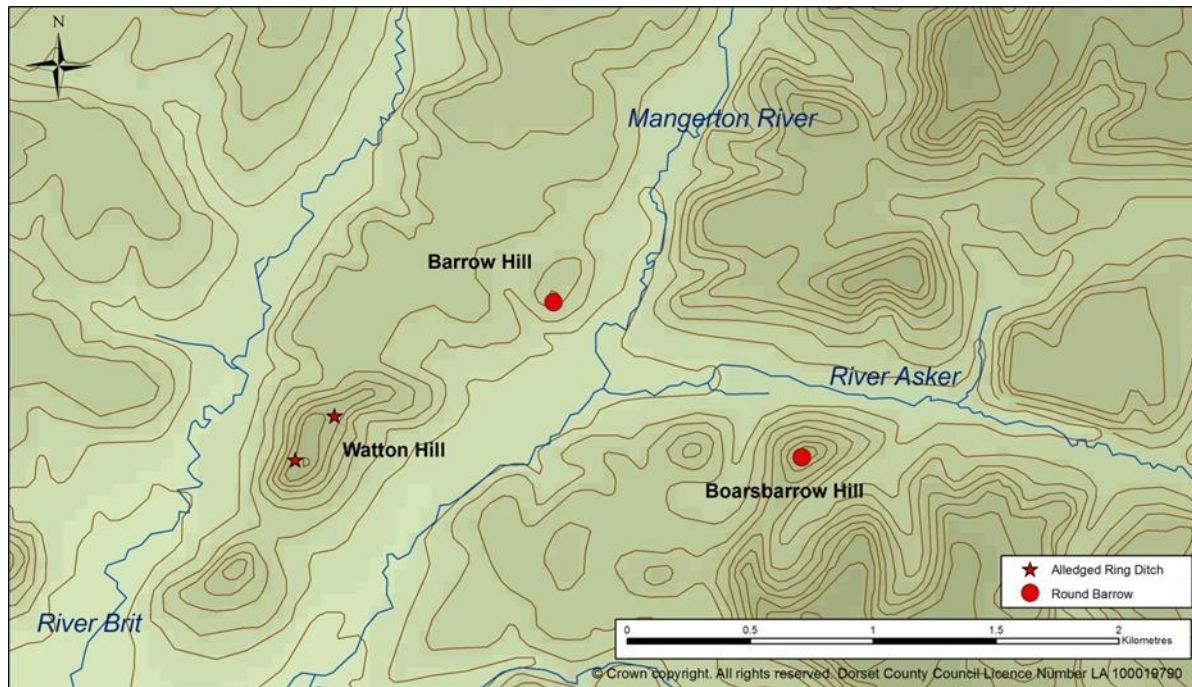 N
Mangerton River
Barrow Hill
River Asker
Watton Hill
Boarsbarrow Hill
River Brit
Alledged Ring Ditch
Round Barrow
0 0.5 1 1.5 2
Kilometres
© Crown copyright. All rights reserved. Dorset County Council Licence Number LA 100019790